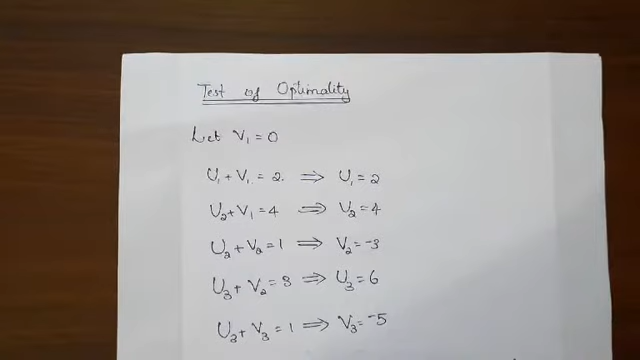 Test of Optimality
Let V₁ = 0
U₁ + V₁ = 2. ⇒ U₁ = 2
U₂ + V₁ = 4 ⇒ V₂ = 4
U₂ + V₂ = 1 ⇒ V₂ = -3
U₃ + V₂ = 3 ⇒ U₃ = 6
U₃ + V₃ = 1 ⇒ V₃ = -5